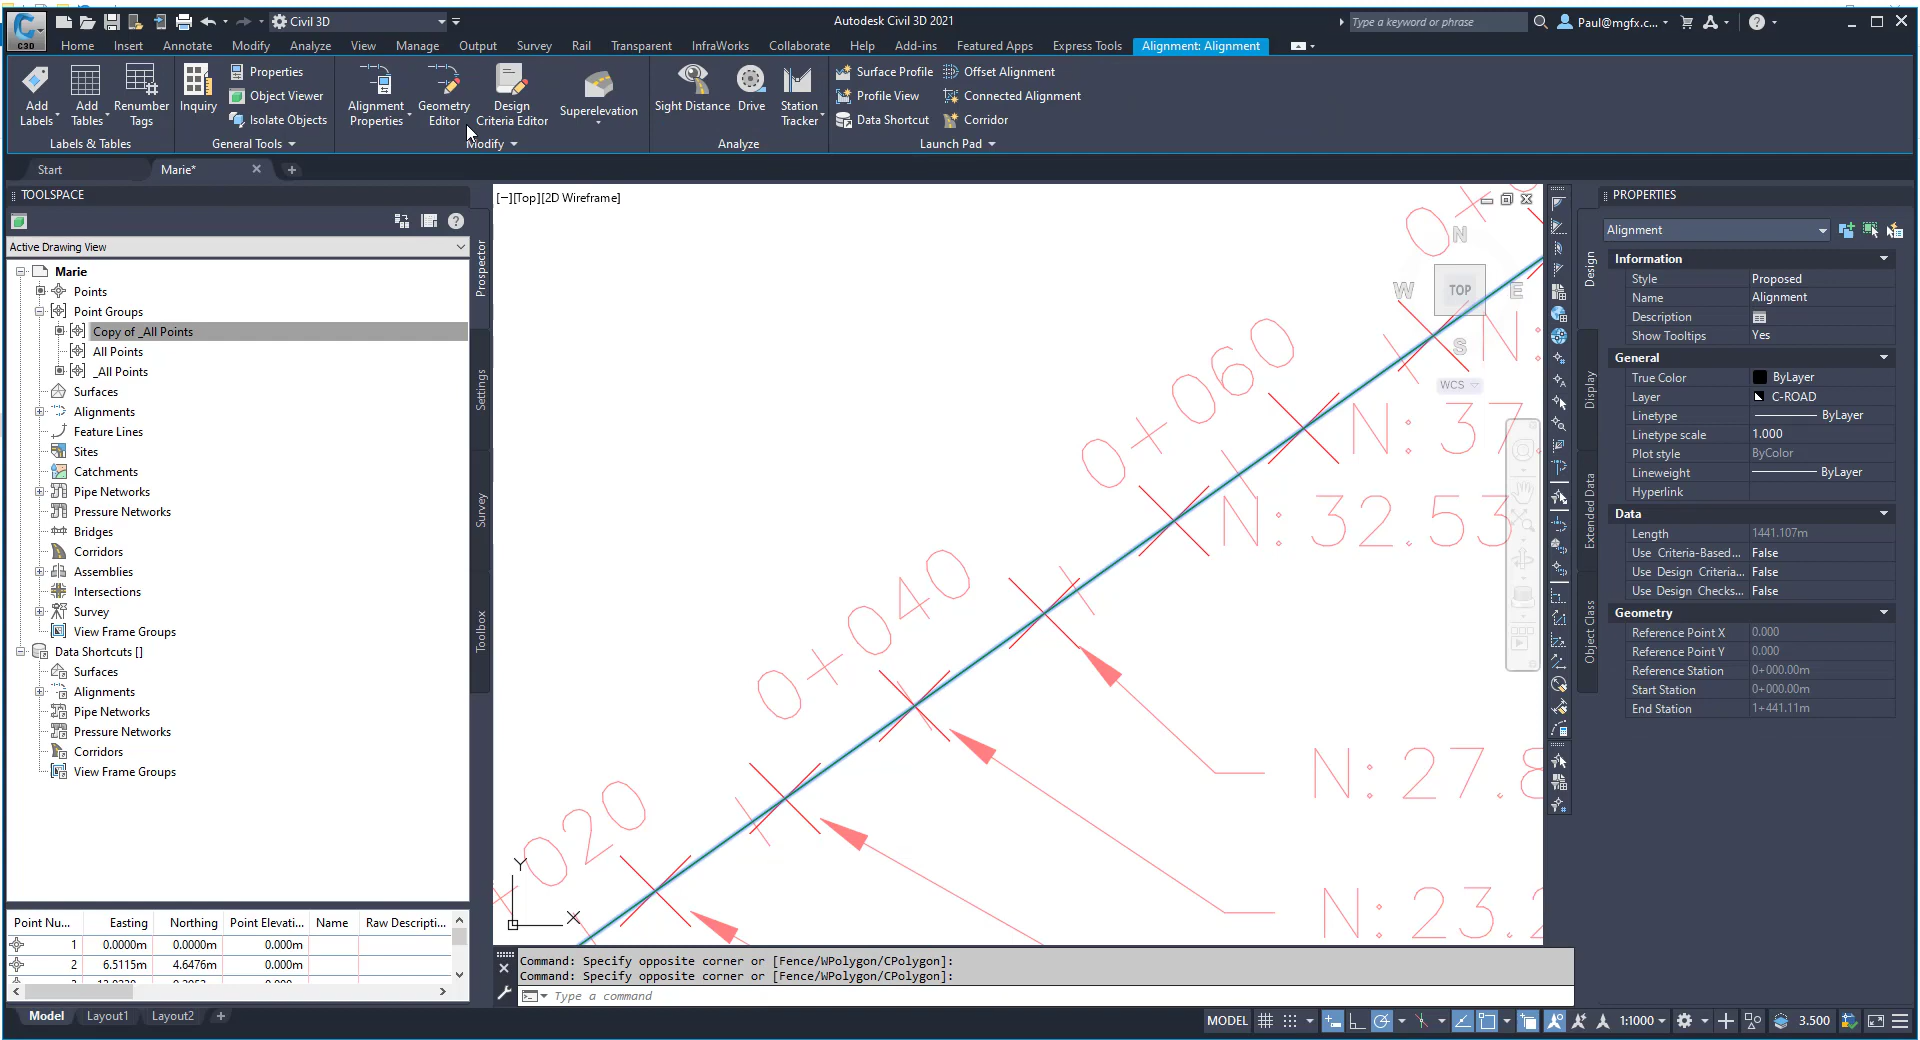 C3D
Civil 3D
Autodesk Civil 3D 2021
Type a keyword or phrase
Paul@mgfx.c...
Home Insert Annotate Modify Analyze View Manage Output Survey Rail Transparent InfraWorks Collaborate Help Add-ins Featured Apps Express Tools Alignment: Alignment
Add Labels
Add Tables
Renumber Tags
Labels & Tables
Inquiry
Properties
Object Viewer
Isolate Objects
General Tools
Alignment Properties
Geometry Editor
Design Criteria Editor
Superelevation
Modify
Sight Distance
Drive
Station Tracker
Analyze
Surface Profile
Profile View
Data Shortcut
Offset Alignment
Connected Alignment
Corridor
Launch Pad
Start
Marie*
TOOLSPACE
Active Drawing View
Marie
Points
Point Groups
Copy of _All Points
All Points
_All Points
Surfaces
Alignments
Feature Lines
Sites
Catchments
Pipe Networks
Pressure Networks
Bridges
Corridors
Assemblies
Intersections
Survey
View Frame Groups
Data Shortcuts []
Surfaces
Alignments
Pipe Networks
Pressure Networks
Corridors
View Frame Groups
Prospector
Settings
Survey
Toolbox
Point Nu... Easting Northing Point Elevati... Name Raw Descripti...
1 0.0000m 0.0000m 0.000m
2 6.5115m 4.6476m 0.000m
[−][Top][2D Wireframe]
N
W TOP E
S
WCS
0+060
N: 37.
N: 32.53
0+040
N: 27.8
+020
N: 23.2
Y
X
Command: Specify opposite corner or [Fence/WPolygon/CPolygon]:
Command: Specify opposite corner or [Fence/WPolygon/CPolygon]:
Type a command
PROPERTIES
Alignment
Design
Display
Extended Data
Object Class
Information
Style Proposed
Name Alignment
Description
Show Tooltips Yes
General
True Color ByLayer
Layer C-ROAD
Linetype ByLayer
Linetype scale 1.000
Plot style ByColor
Lineweight ByLayer
Hyperlink
Data
Length 1441.107m
Use Criteria-Based... False
Use Design Criteria... False
Use Design Checks... False
Geometry
Reference Point X 0.000
Reference Point Y 0.000
Reference Station 0+000.00m
Start Station 0+000.00m
End Station 1+441.11m
Model Layout1 Layout2
MODEL 1:1000 3.500